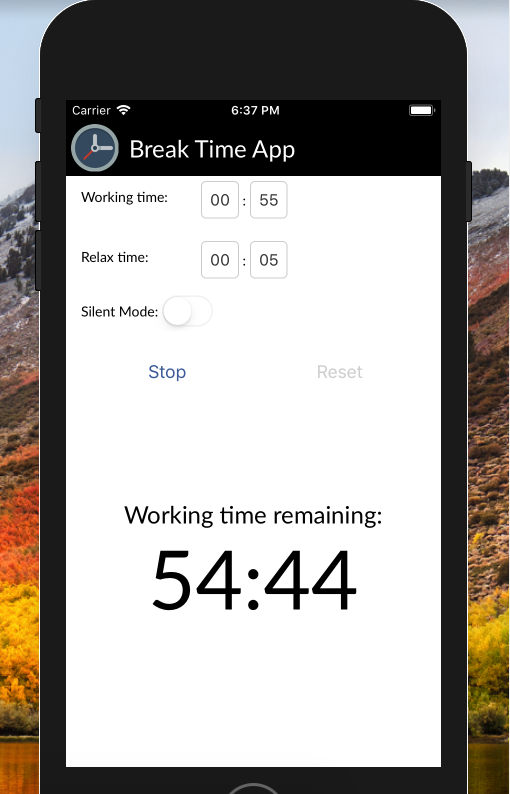 Carrier 6:37 PM
Break Time App
Working time: 00 : 55
Relax time: 00 : 05
Silent Mode:
Stop Reset
Working time remaining:
54:44